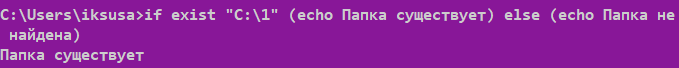 C:\Users\iksusa>if exist "C:\1" (echo Папка существует) else (echo Папка не
найдена)
Папка существует